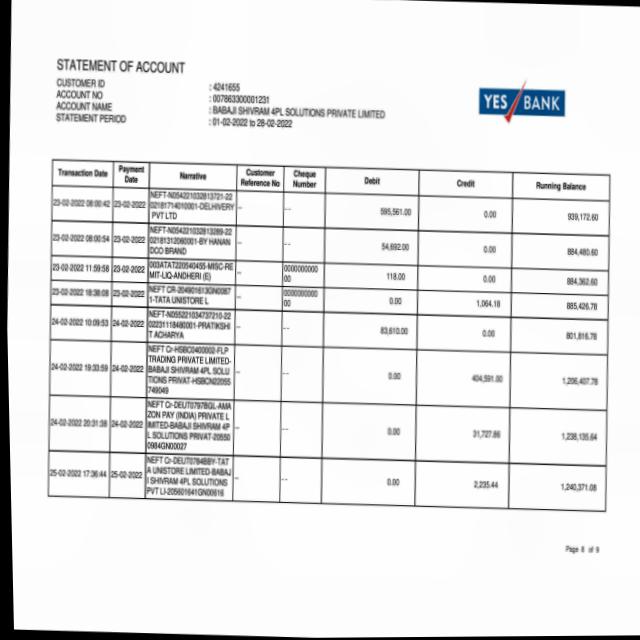 STATEMENT OF ACCOUNT
CUSTOMER ID : 4241655
ACCOUNT NO : 007863300001231
ACCOUNT NAME : BABAJI SHIVRAM 4PL SOLUTIONS PRIVATE LIMITED
STATEMENT PERIOD : 01-02-2022 to 28-02-2022
YES BANK
Transaction Date Payment Date Narrative Customer Reference No Cheque Number Debit Credit Running Balance
23-02-2022 08:00:42 23-02-2022 NEFT-N054221032813721-22
0218171401001-DELHIVERY
PVT LTD -- -- 595,561.00 0.00 939,172.60
23-02-2022 08:00:54 23-02-2022 NEFT-N054221032813289-22
0218131206001-BY HANAN
DCO BRAND -- -- 54,692.00 0.00 884,480.60
23-02-2022 11:59:58 23-02-2022 003ATAT220540455-MISC-RE
MIT-LIQ-ANDHERI (E) -- 0000000000
00 118.00 0.00 884,362.60
23-02-2022 18:38:08 23-02-2022 NEFT CR-204901613GN00871-TATA UNISTORE L -- 0000000000
00 0.00 1,064.18 885,426.78
24-02-2022 10:09:53 24-02-2022 NEFT-N055221034737210-22
02231118480001-PRATIKSHI
T ACHARYA -- -- 83,610.00 0.00 801,816.78
24-02-2022 19:33:59 24-02-2022 NEFT Cr-HSBC0400002-FLP
TRADING PRIVATE LIMITED-
BABAJI SHIVRAM 4PL SOLU
TIONS PRIVAT-HSBCN22055
749049 -- -- 0.00 404,591.00 1,206,407.78
24-02-2022 20:31:38 24-02-2022 NEFT Cr-DEUT0797BGL-AMA
ZON PAY (INDIA) PRIVATE L
IMITED-BABAJI SHIVRAM 4P
L SOLUTIONS PRIVAT-20550
0984GN00027 -- -- 0.00 31,727.86 1,238,135.64
25-02-2022 17:36:44 25-02-2022 NEFT Cr-DEUT0784BBY-TAT
A UNISTORE LIMITED-BABAJ
I SHIVRAM 4PL SOLUTIONS
PVT LI-205601641GN00616 -- -- 0.00 2,235.44 1,240,371.08
Page 8 of 9